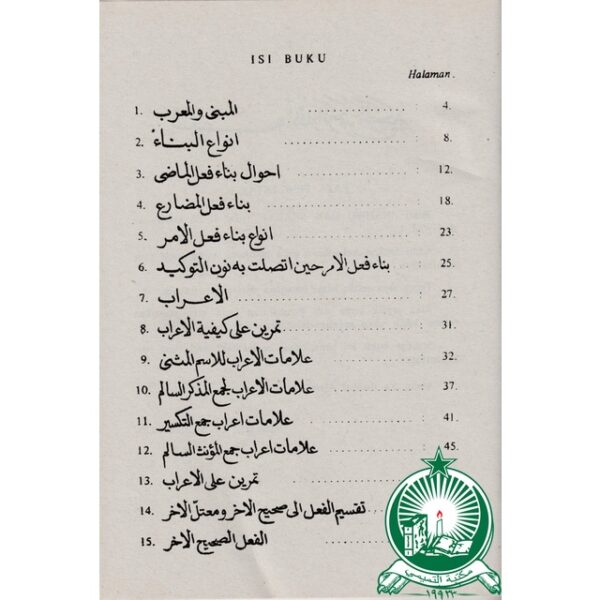 ISI BUKU
Halaman.
1. المبنى والمعرب ................ : 4.
2. انواع البناء ................ : 8.
3. احوال بناء فعل الماضى ................ : 12.
4. بناء فعل المضارع ................ : 18.
5. انواع بناء فعل الامر ................ : 23.
6. بناء فعل الامر حين اتصلت به نون التوكيد : 25.
7. الاعراب ................ : 27.
8. تمرين على كيفية الاعراب ................ : 31.
9. علامات الاعراب للاسم المثنى ................ : 32.
10. علامات الاعراب لجمع المذكر السالم ................ : 37.
11. علامات اعراب جمع التكسير ................ : 41.
12. علامات اعراب جمع المؤنث السالم ................ : 45.
13. تمرين على الاعراب ................
14. تقسيم الفعل الى صحيح الاخر ومعتل الاخر ......
15. الفعل الصحيح الاخر ................